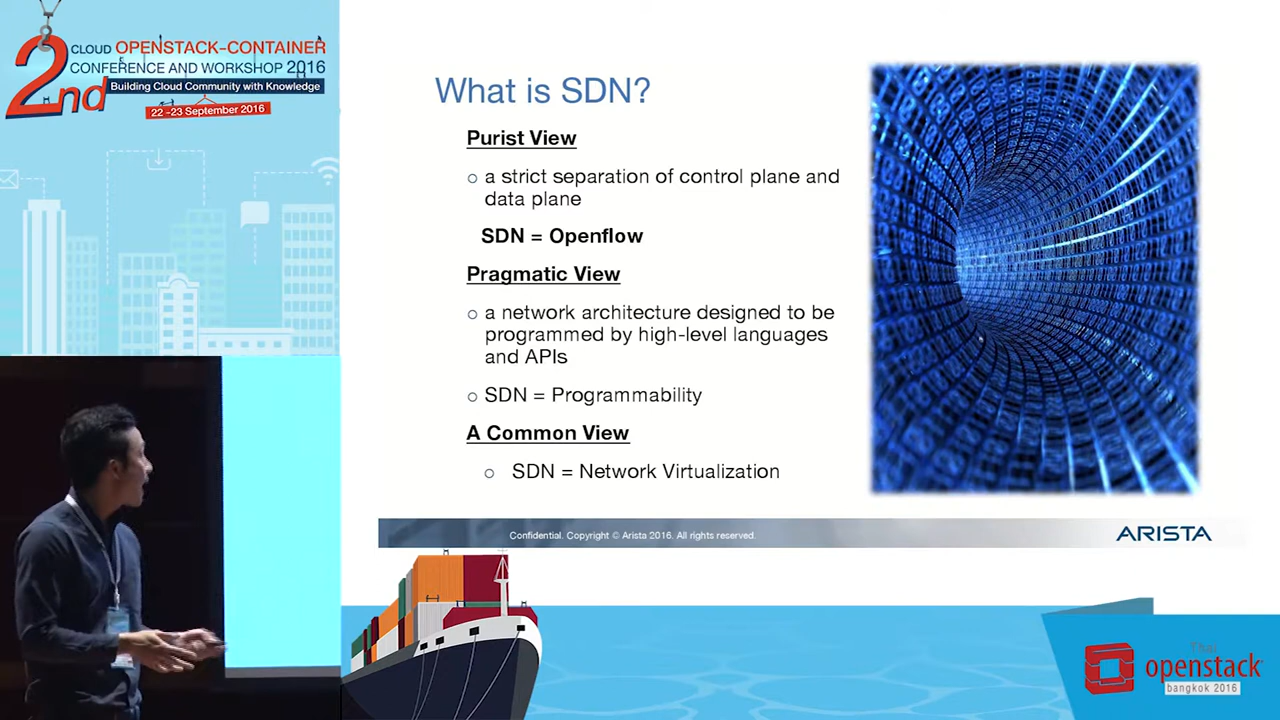 2nd
CLOUD OPENSTACK-CONTAINER
CONFERENCE AND WORKSHOP 2016
Building Cloud Community with Knowledge
22 -23 September 2016
What is SDN?
Purist View
a strict separation of control plane and
data plane
SDN = Openflow
Pragmatic View
a network architecture designed to be
programmed by high-level languages
and APIs
SDN = Programmability
A Common View
SDN = Network Virtualization
Confidential. Copyright © Arista 2016. All rights reserved.
ARISTA
Thai
openstack
bangkok 2016